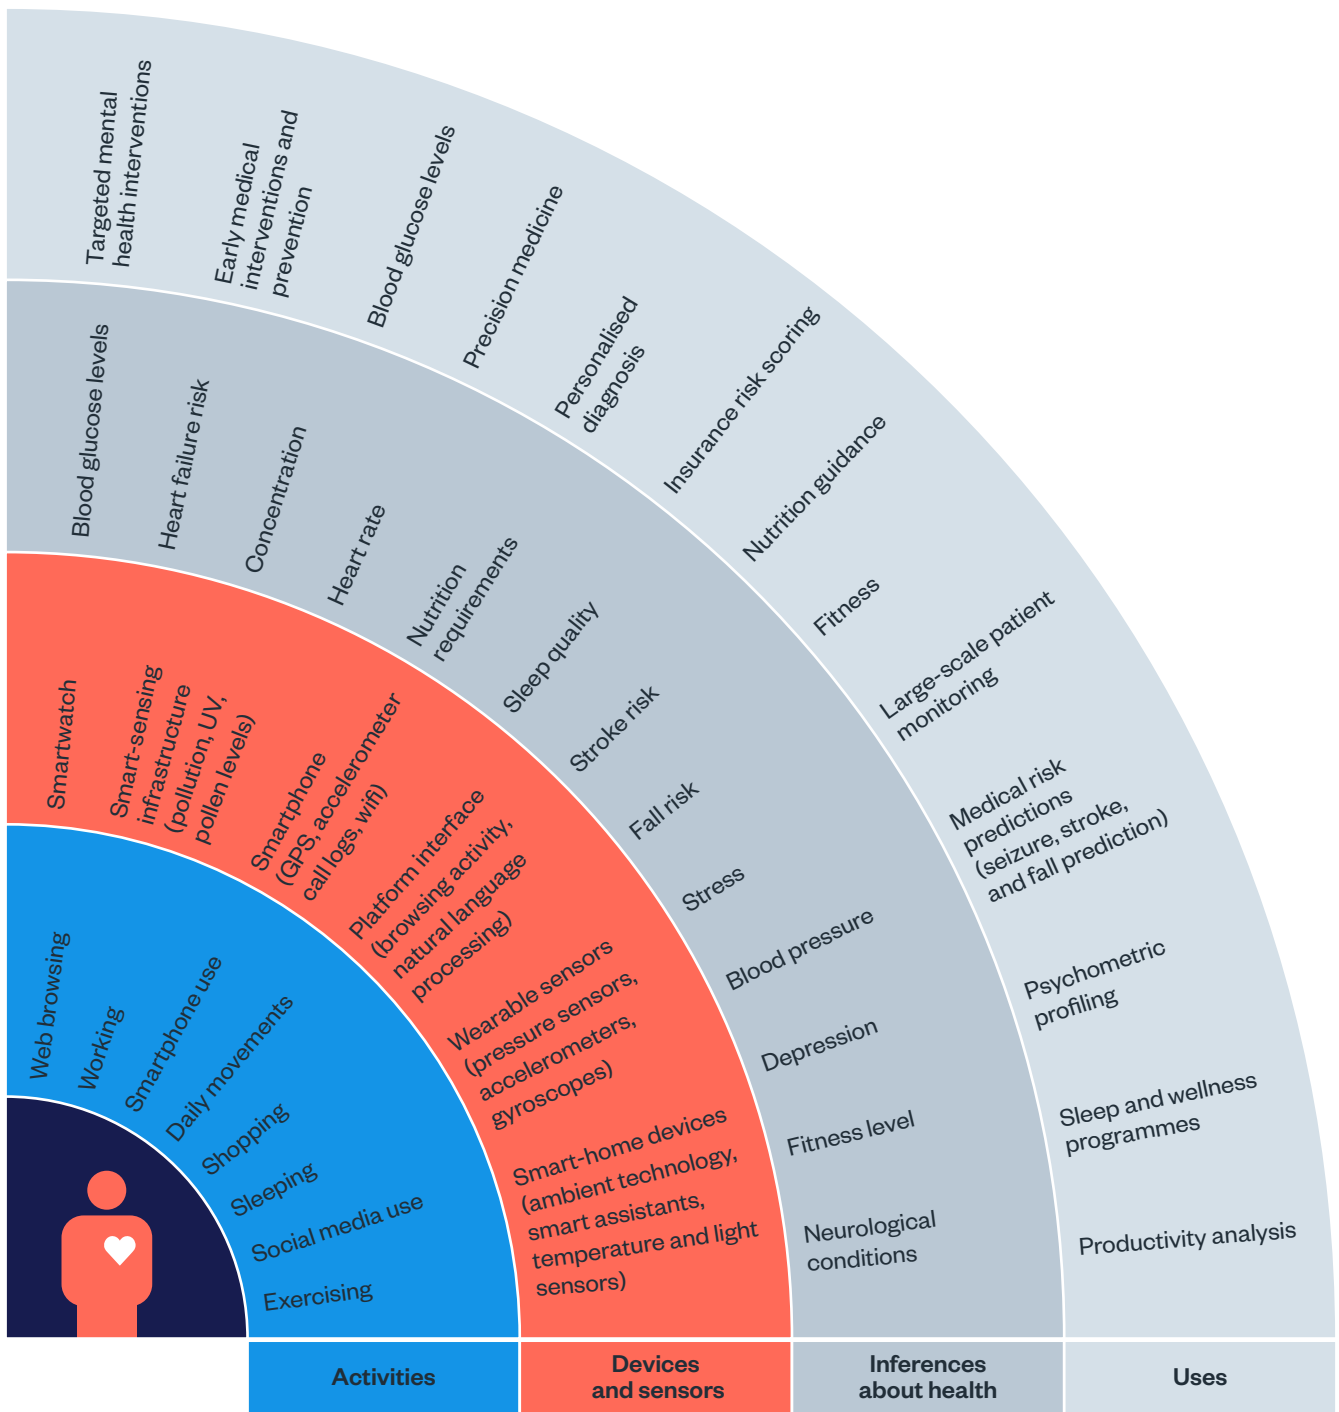 Targeted mental
health interventions
Early medical
interventions and
prevention
Blood glucose levels
Precision medicine
Personalised
diagnosis
Insurance risk scoring
Nutrition guidance
Fitness
Large-scale patient
monitoring
Medical risk
predictions
(seizure, stroke,
and fall prediction)
Psychometric
profiling
Sleep and wellness
programmes
Productivity analysis
Blood glucose levels
Heart failure risk
Concentration
Heart rate
Nutrition
requirements
Sleep quality
Stroke risk
Fall risk
Stress
Blood pressure
Depression
Fitness level
Neurological
conditions
Smartwatch
Smart-sensing
infrastructure
(pollution, UV,
pollen levels)
Smartphone
(GPS, accelerometer
call logs, wifi)
Platform interface
(browsing activity,
natural language
processing)
Wearable sensors
(pressure sensors,
accelerometers,
gyroscopes)
Smart-home devices
(ambient technology,
smart assistants,
temperature and light
sensors)
Web browsing
Working
Smartphone use
Daily movements
Shopping
Sleeping
Social media use
Exercising
Activities
Devices
and sensors
Inferences
about health
Uses